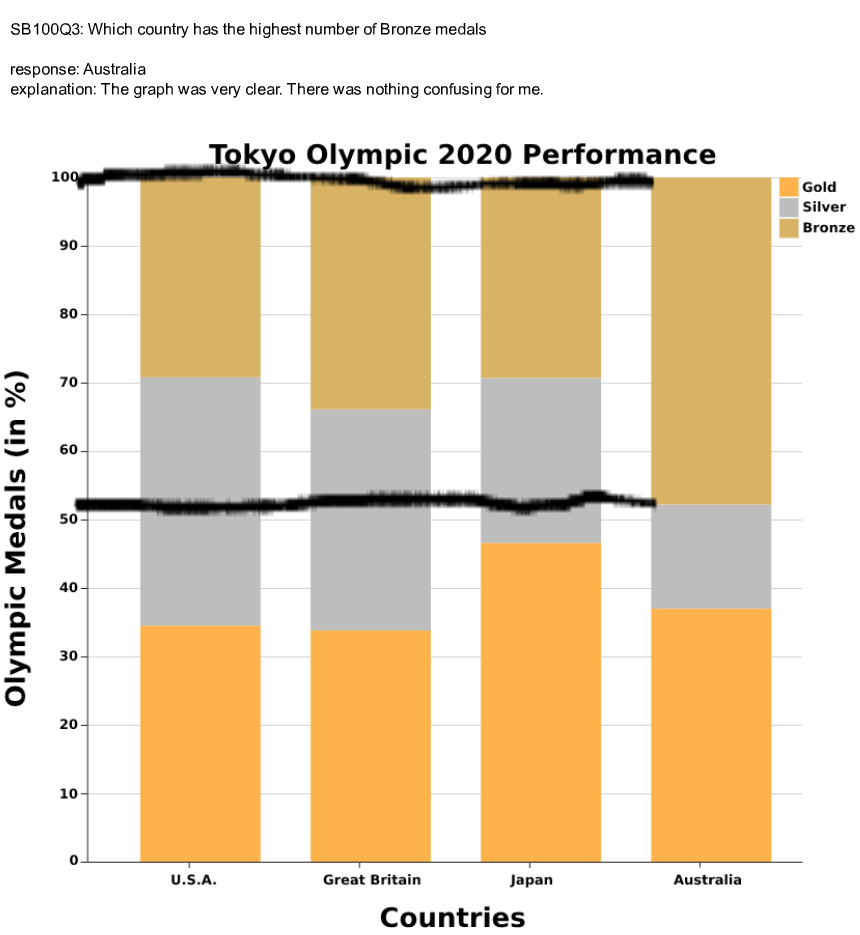 SB100Q3: Which country has the highest number of Bronze medals
response: Australia
explanation: The graph was very clear. There was nothing confusing for me.
Tokyo Olympic 2020 Performance
Gold
Silver
Bronze
100
90
80
70
60
50
40
30
20
10
0
Olympic Medals (in %)
U.S.A.
Great Britain
Japan
Australia
Countries